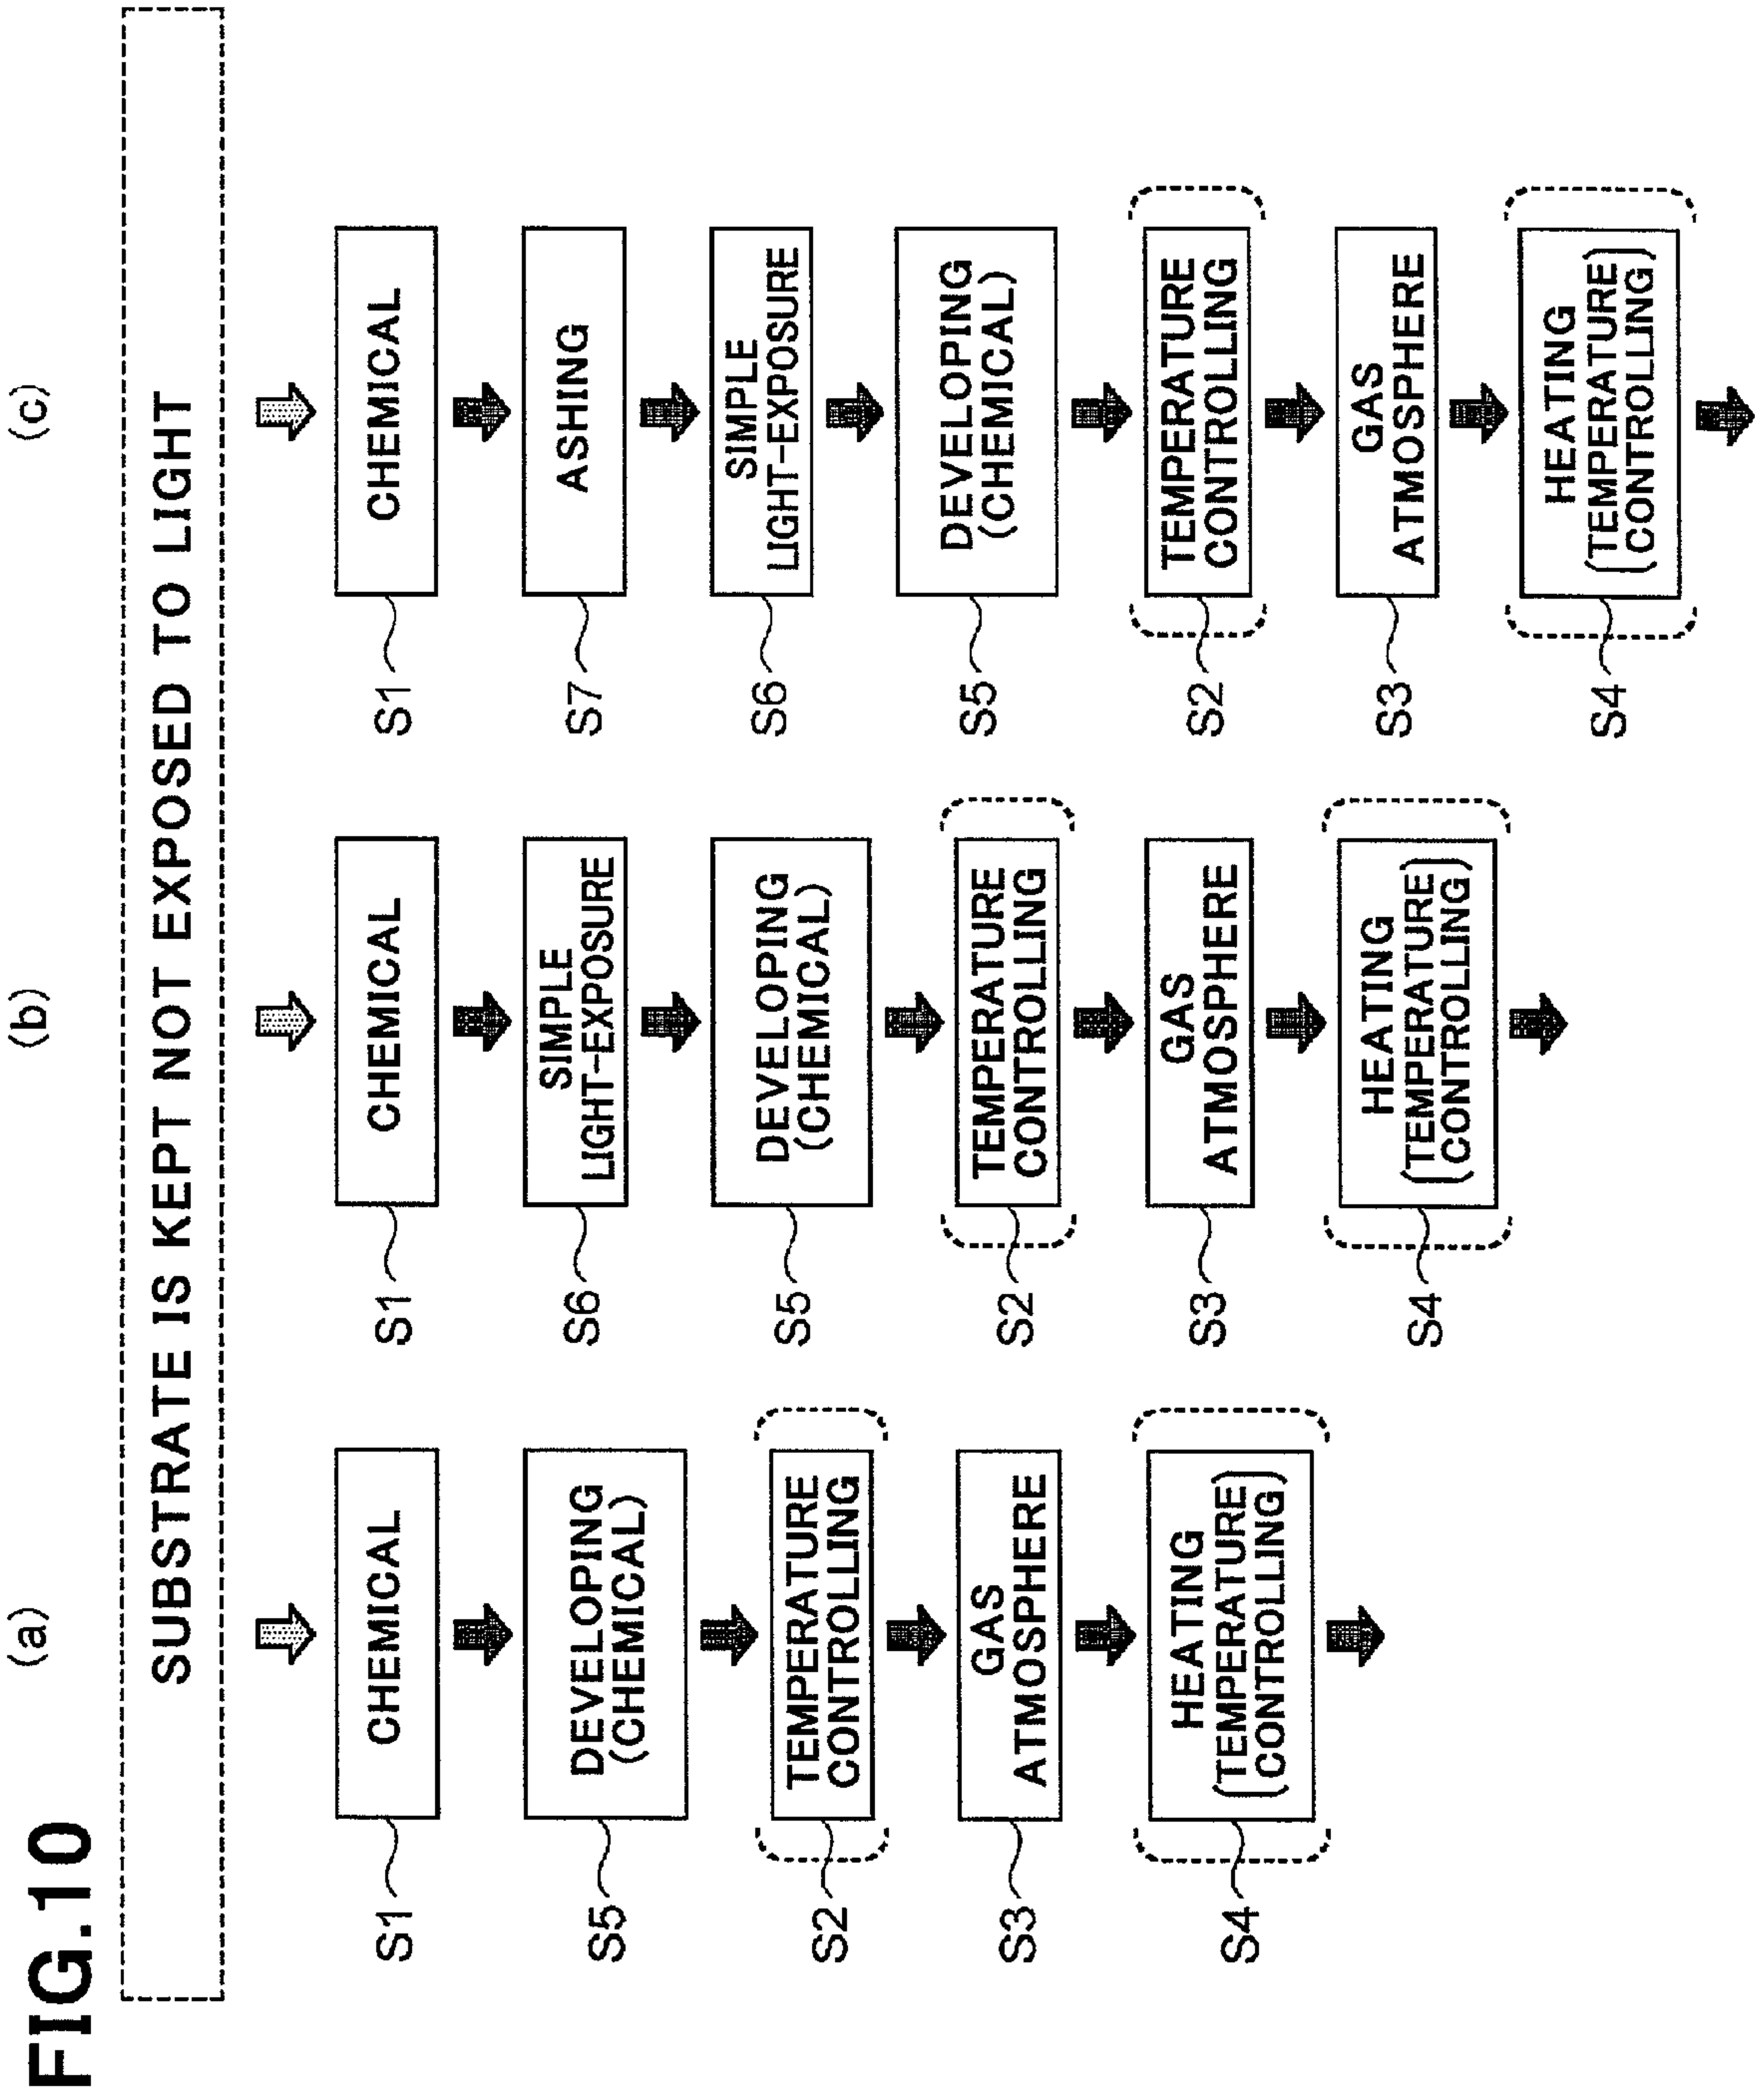 FIG.10
(a)
(b)
(c)
SUBSTRATE IS KEPT NOT EXPOSED TO LIGHT
S1
CHEMICAL
S5
DEVELOPING
(CHEMICAL)
S2
TEMPERATURE
CONTROLLING
S3
GAS
ATMOSPHERE
S4
HEATING
(TEMPERATURE
CONTROLLING)
S1
CHEMICAL
S6
SIMPLE
LIGHT-EXPOSURE
S5
DEVELOPING
(CHEMICAL)
S2
TEMPERATURE
CONTROLLING
S3
GAS
ATMOSPHERE
S4
HEATING
(TEMPERATURE
CONTROLLING)
S1
CHEMICAL
S7
ASHING
S6
SIMPLE
LIGHT-EXPOSURE
S5
DEVELOPING
(CHEMICAL)
S2
TEMPERATURE
CONTROLLING
S3
GAS
ATMOSPHERE
S4
HEATING
(TEMPERATURE
CONTROLLING)